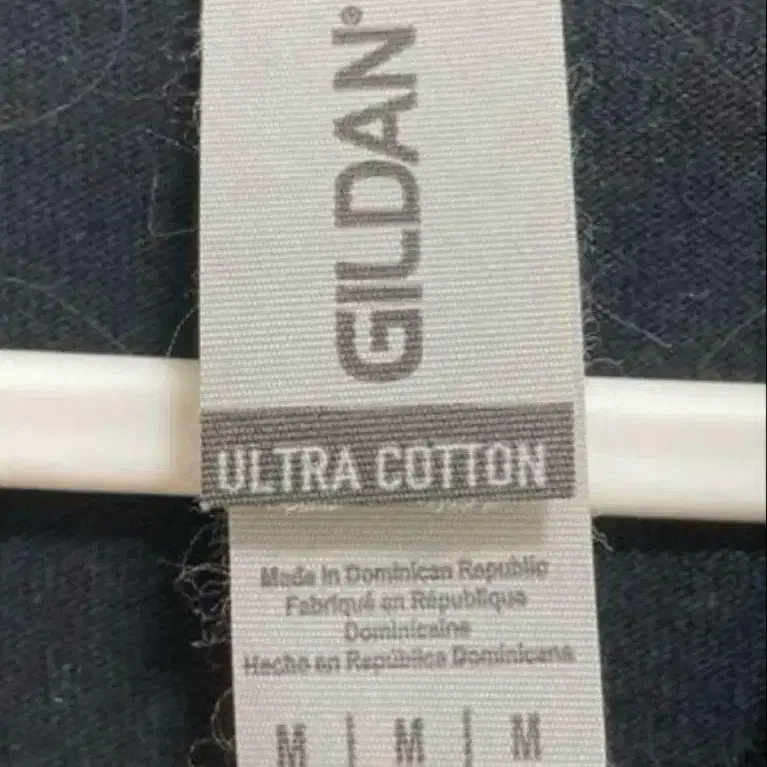 GILDAN®
ULTRA COTTON
Made in Dominican Republic
Fabriqué en République
Dominicaine
Hecho en República Dominicana
M | M | M